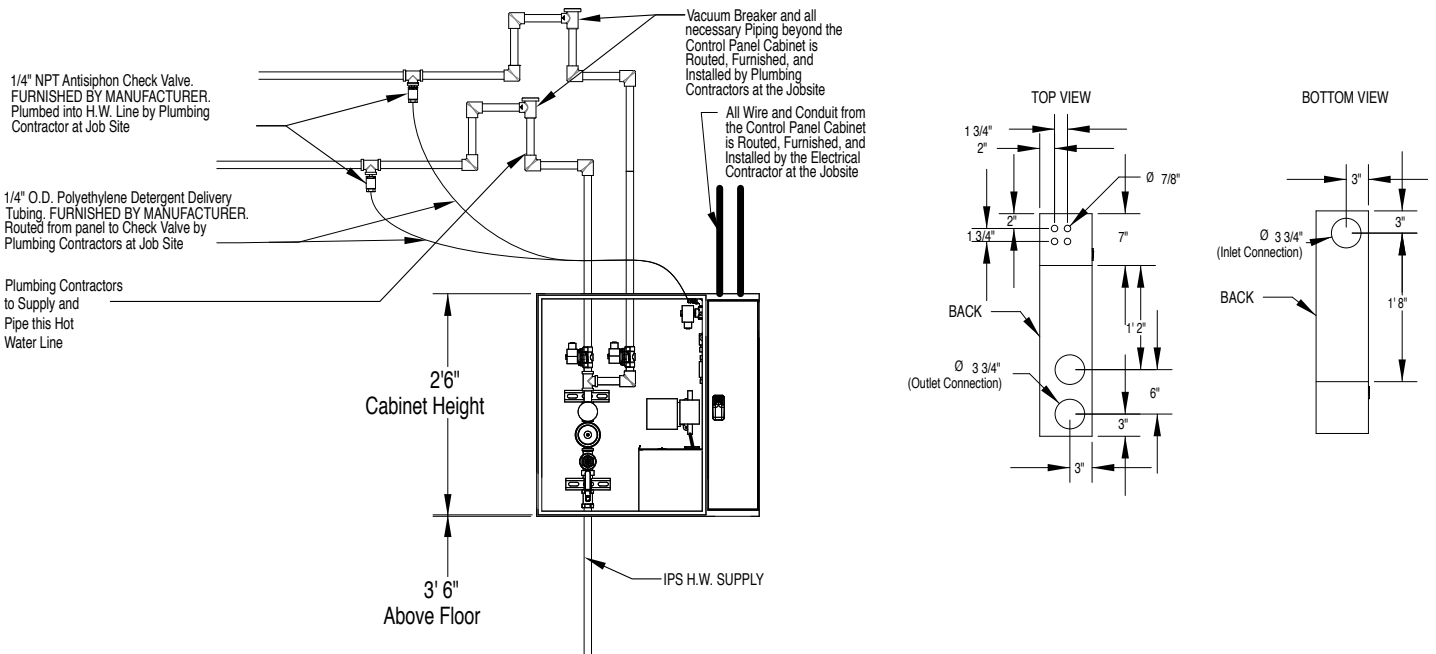 1/4" NPT Antisiphon Check Valve.
FURNISHED BY MANUFACTURER.
Plumbed into H.W. Line by Plumbing
Contractor at Job Site
1/4" O.D. Polyethylene Detergent Delivery
Tubing. FURNISHED BY MANUFACTURER.
Routed from panel to Check Valve by
Plumbing Contractors at Job Site
Plumbing Contractors
to Supply and
Pipe this Hot
Water Line
Vacuum Breaker and all
necessary Piping beyond the
Control Panel Cabinet is
Routed, Furnished, and
Installed by Plumbing
Contractors at the Jobsite
All Wire and Conduit from
the Control Panel Cabinet
is Routed, Furnished, and
Installed by the Electrical
Contractor at the Jobsite
2'6"
Cabinet Height
3' 6"
Above Floor
IPS H.W. SUPPLY
TOP VIEW
1 3/4"
2"
Ø 7/8"
2"
1 3/4"
7"
BACK
1' 2"
Ø 3 3/4"
(Outlet Connection)
6"
3"
3"
BOTTOM VIEW
3"
3"
Ø 3 3/4"
(Inlet Connection)
BACK
1' 8"